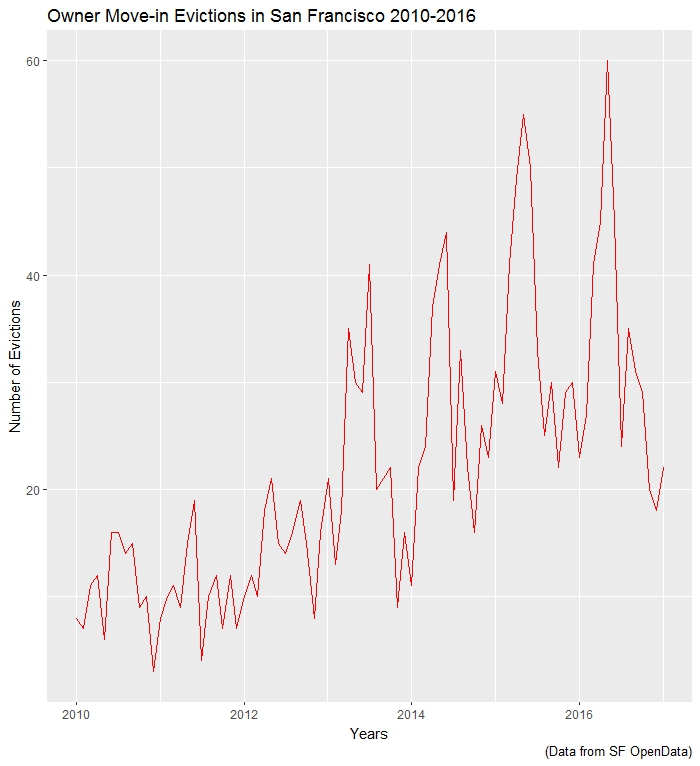 Owner Move-in Evictions in San Francisco 2010-2016
60
40
20
Number of Evictions
2010 2012 2014 2016
Years
(Data from SF OpenData)